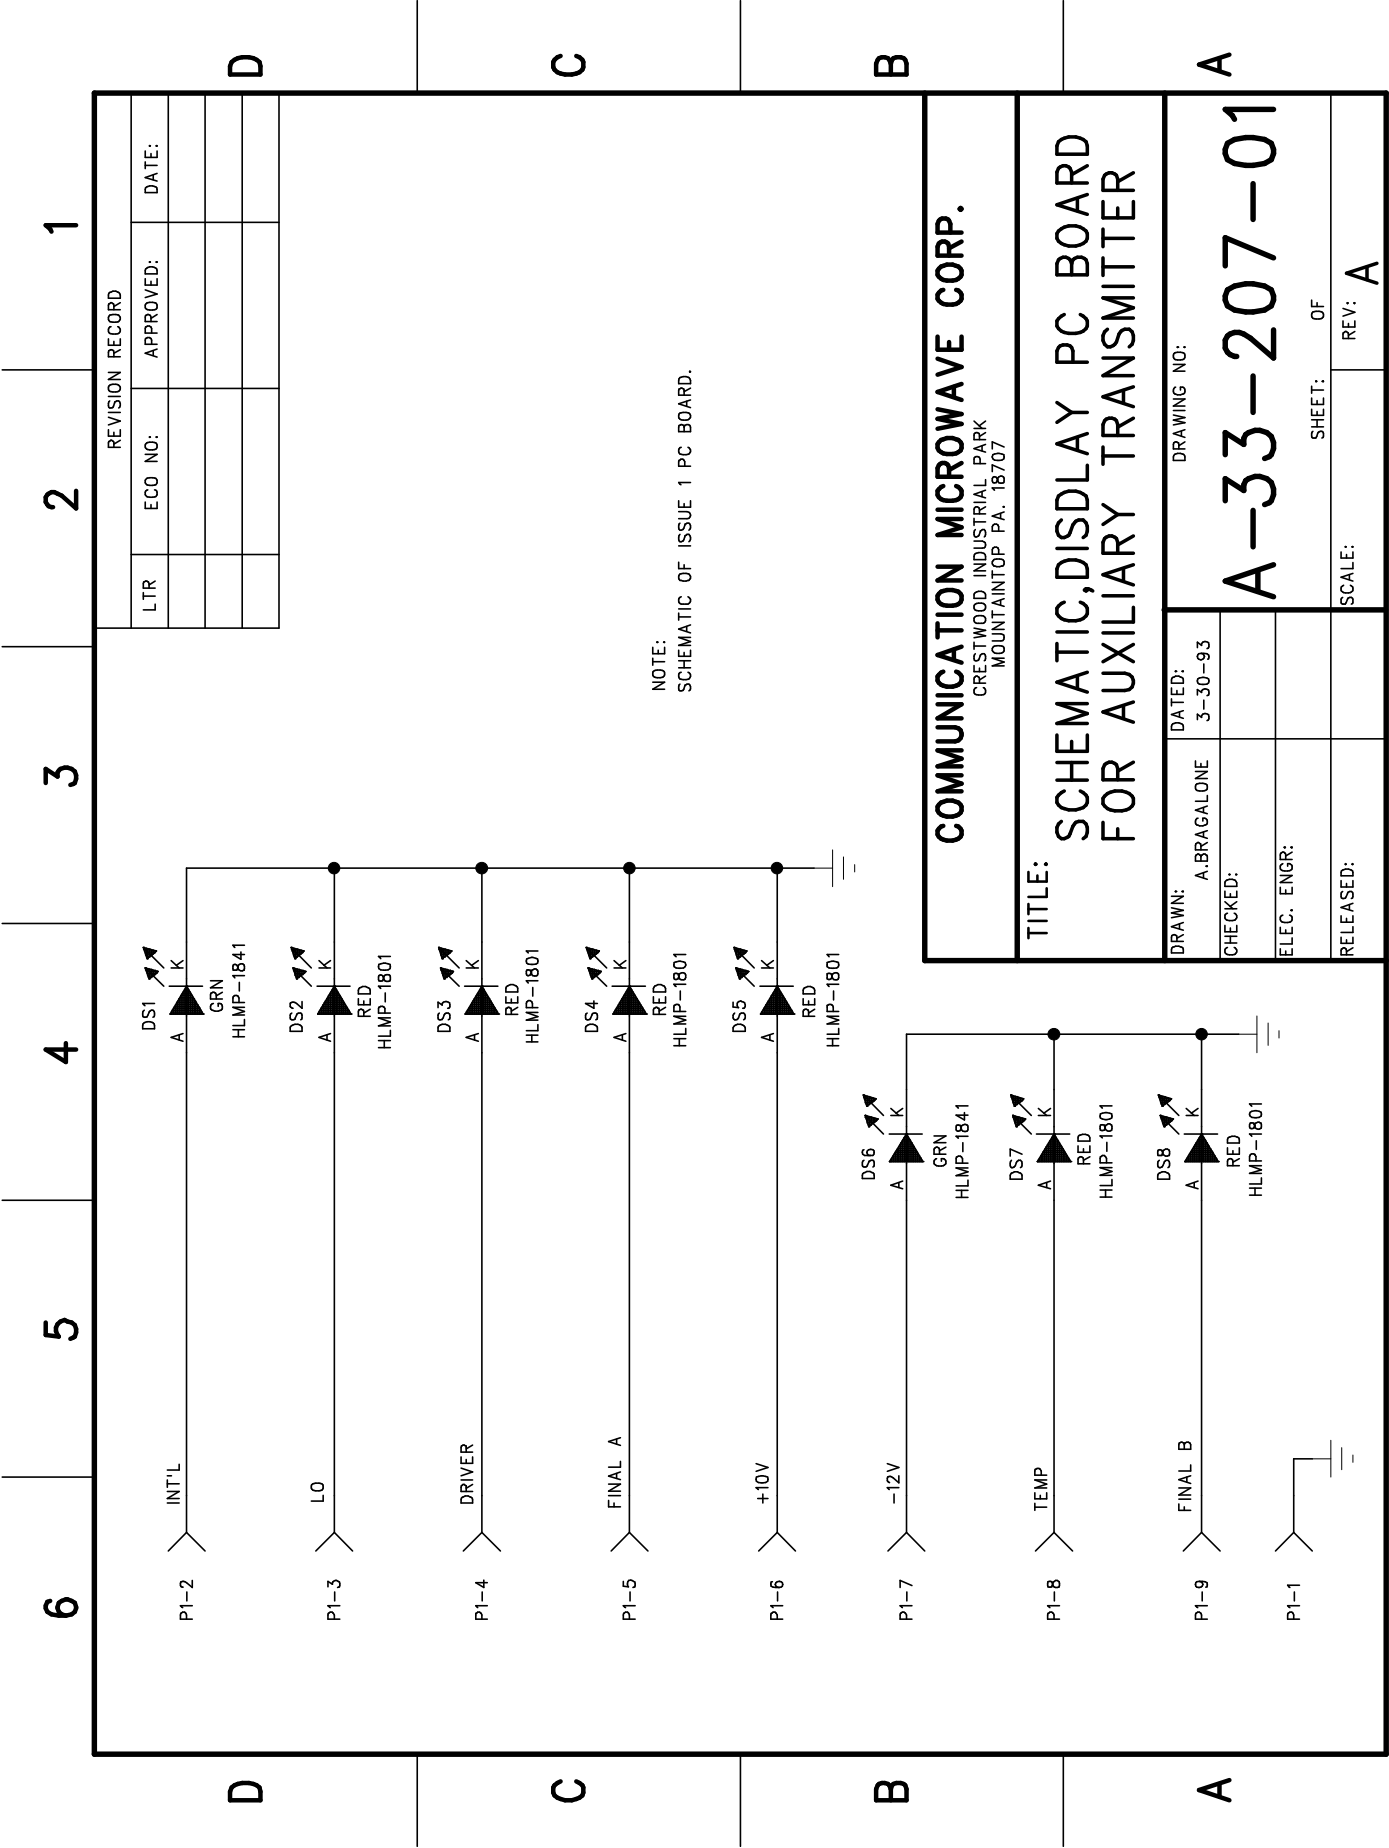 6 5 4 3 2 1
D
D
C
C
B
B
A
A
REVISION RECORD
LTR ECO NO: APPROVED: DATE:
P1-2 INT'L A K
DS1
GRN
HLMP-1841
P1-3 LO A K
DS2
RED
HLMP-1801
P1-4 DRIVER A K
DS3
RED
HLMP-1801
P1-5 FINAL A A K
DS4
RED
HLMP-1801
P1-6 +10V A K
DS5
RED
HLMP-1801
P1-7 -12V A K
DS6
GRN
HLMP-1841
P1-8 TEMP A K
DS7
RED
HLMP-1801
P1-9 FINAL B A K
DS8
RED
HLMP-1801
P1-1
NOTE:
SCHEMATIC OF ISSUE 1 PC BOARD.
COMMUNICATION MICROWAVE CORP.
CRESTWOOD INDUSTRIAL PARK
MOUNTAINTOP PA. 18707
TITLE:
SCHEMATIC,DISDLAY PC BOARD
FOR AUXILIARY TRANSMITTER
DRAWN:
A.BRAGALONE
DATED:
3-30-93
CHECKED:
ELEC. ENGR:
RELEASED:
DRAWING NO:
A-33-207-01
SHEET: OF
SCALE:
REV: A